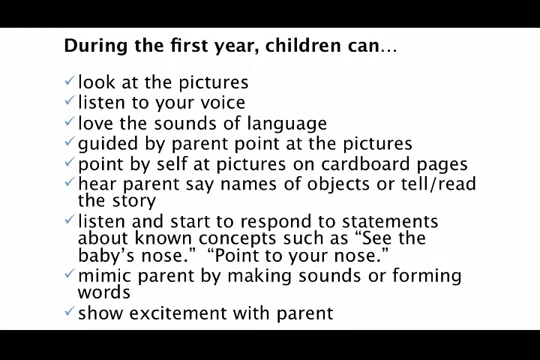 During the first year, children can…
✓look at the pictures
✓listen to your voice
✓love the sounds of language
✓guided by parent point at the pictures
✓point by self at pictures on cardboard pages
✓hear parent say names of objects or tell/read
the story
✓listen and start to respond to statements
about known concepts such as “See the
baby’s nose.”  “Point to your nose.”
✓mimic parent by making sounds or forming
words
✓show excitement with parent